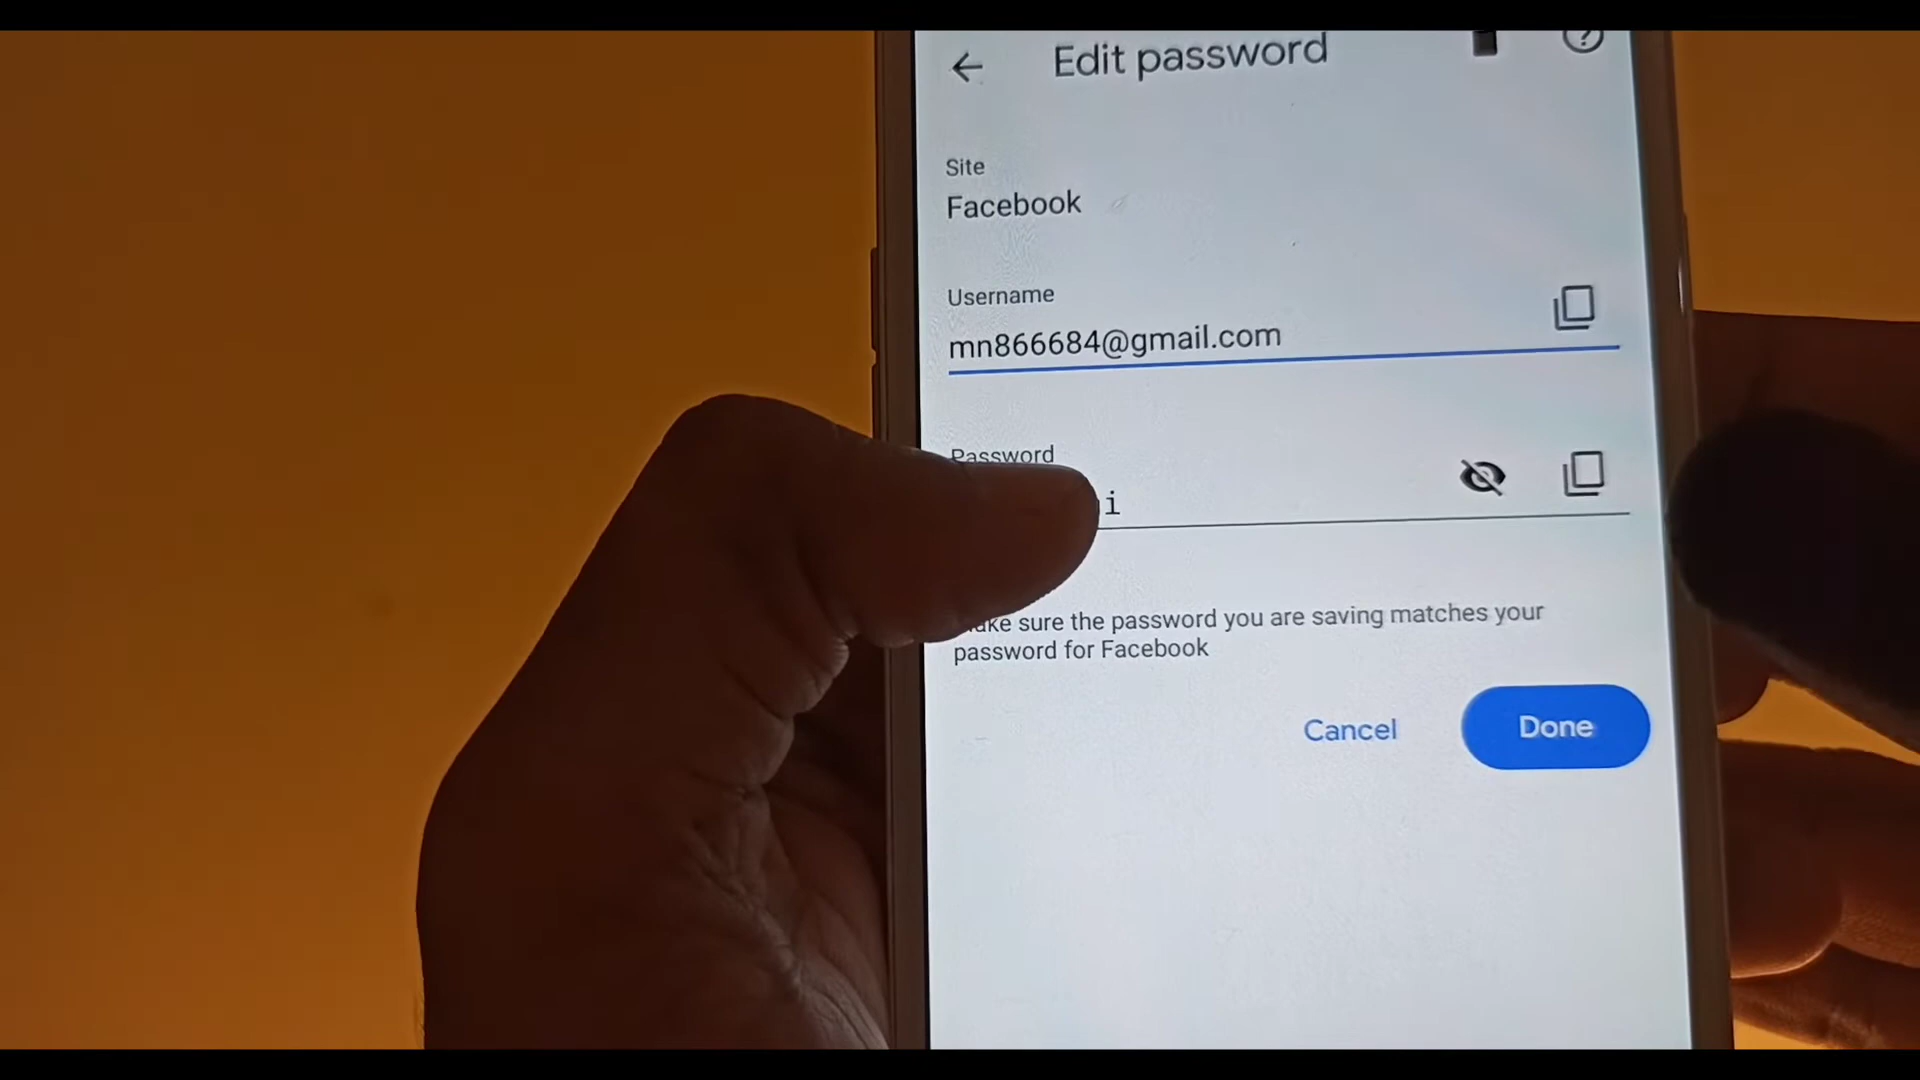 Edit password
Site
Facebook
Username
mn866684@gmail.com
Password
i
sure the password you are saving matches your
password for Facebook
Cancel
Done